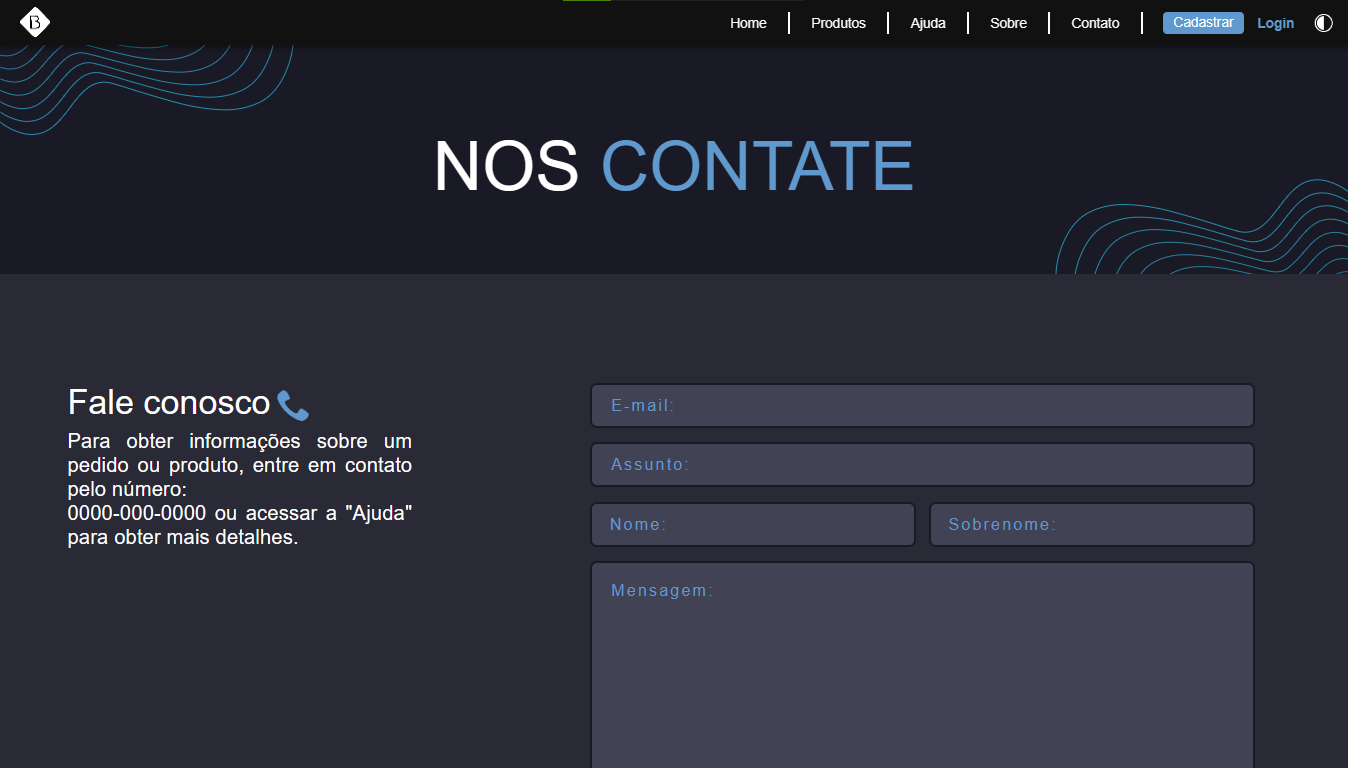 B
Home Produtos Ajuda Sobre Contato Cadastrar Login
NOS CONTATE
Fale conosco
Para obter informações sobre um
pedido ou produto, entre em contato
pelo número:
0000-000-0000 ou acessar a "Ajuda"
para obter mais detalhes.
E-mail:
Assunto:
Nome: Sobrenome:
Mensagem: